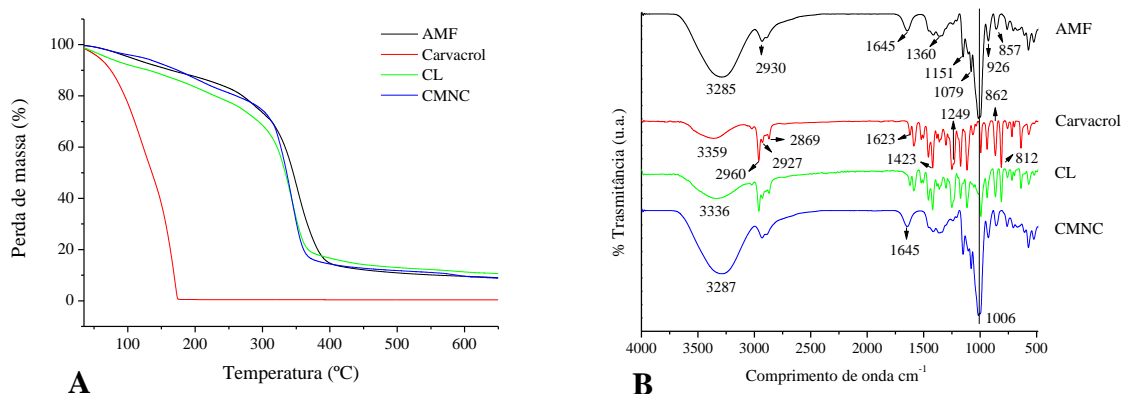 AMF
Carvacrol
CL
CMNC
100
80
60
40
20
0
Perda de massa (%)
100
200
300
400
500
600
Temperatura (ºC)
A
AMF
1645
1360
857
2930
926
1151
1079
3285
862
1249
Carvacrol
1623
2869
3359
2927
2960
1423
812
CL
3336
CMNC
1645
3287
1006
% Trasmitância (u.a.)
4000
3500
3000
2500
2000
1500
1000
500
Comprimento de onda cm⁻¹
B